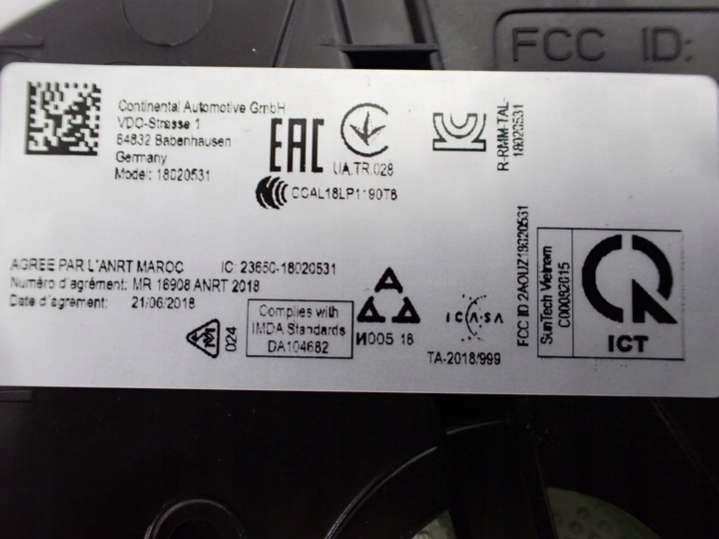 FCC ID:
Continental Automotive GmbH
VDO-Strasse 1
64832 Babenhausen
Germany
Model: 18020531
EAC
UA.TR.028
CCAL18LP1190T8
R-RMM-TAL-
18020531
AGREE PAR L'ANRT MAROC
Numéro d'agrément: MR 16908 ANRT 2018
Date d'agrément: 21/06/2018
IC: 23650-18020531
024
Complies with
IMDA Standards
DA104682
И005 18
ICASA
TA-2018/999
FCC ID 2AOUZ18020531
SunTech Vietnam
C00082015
ICT